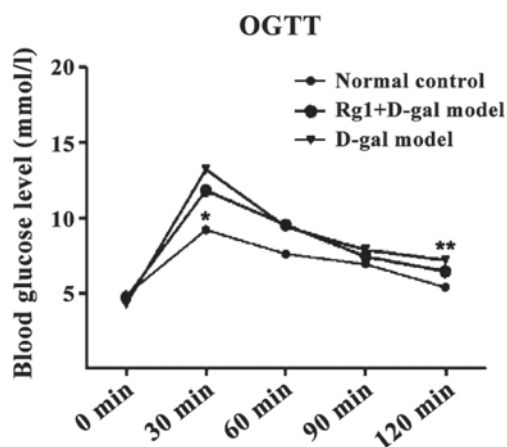 OGTT
Blood glucose level (mmol/l)
20
15
10
5
Normal control
Rg1+D-gal model
D-gal model
*
**
0 min
30 min
60 min
90 min
120 min